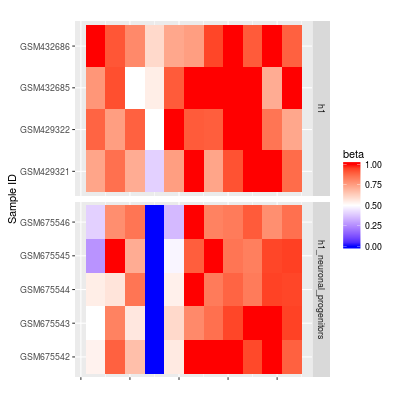 GSM432686
GSM432685
GSM429322
GSM429321
h1
GSM675546
GSM675545
GSM675544
GSM675543
GSM675542
h1_neuronal_progenitors
Sample ID
beta
1.00
0.75
0.50
0.25
0.00